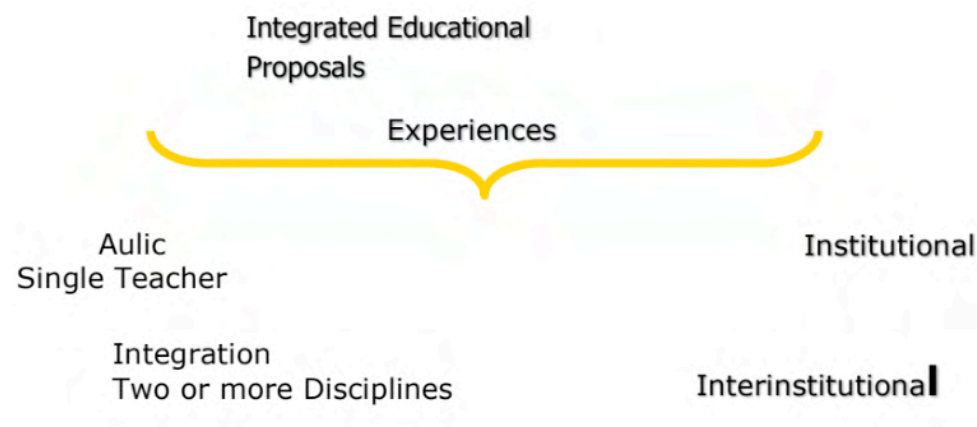 Integrated Educational
Proposals
Experiences
Aulic
Single Teacher
Institutional
Integration
Two or more Disciplines
Interinstitutional